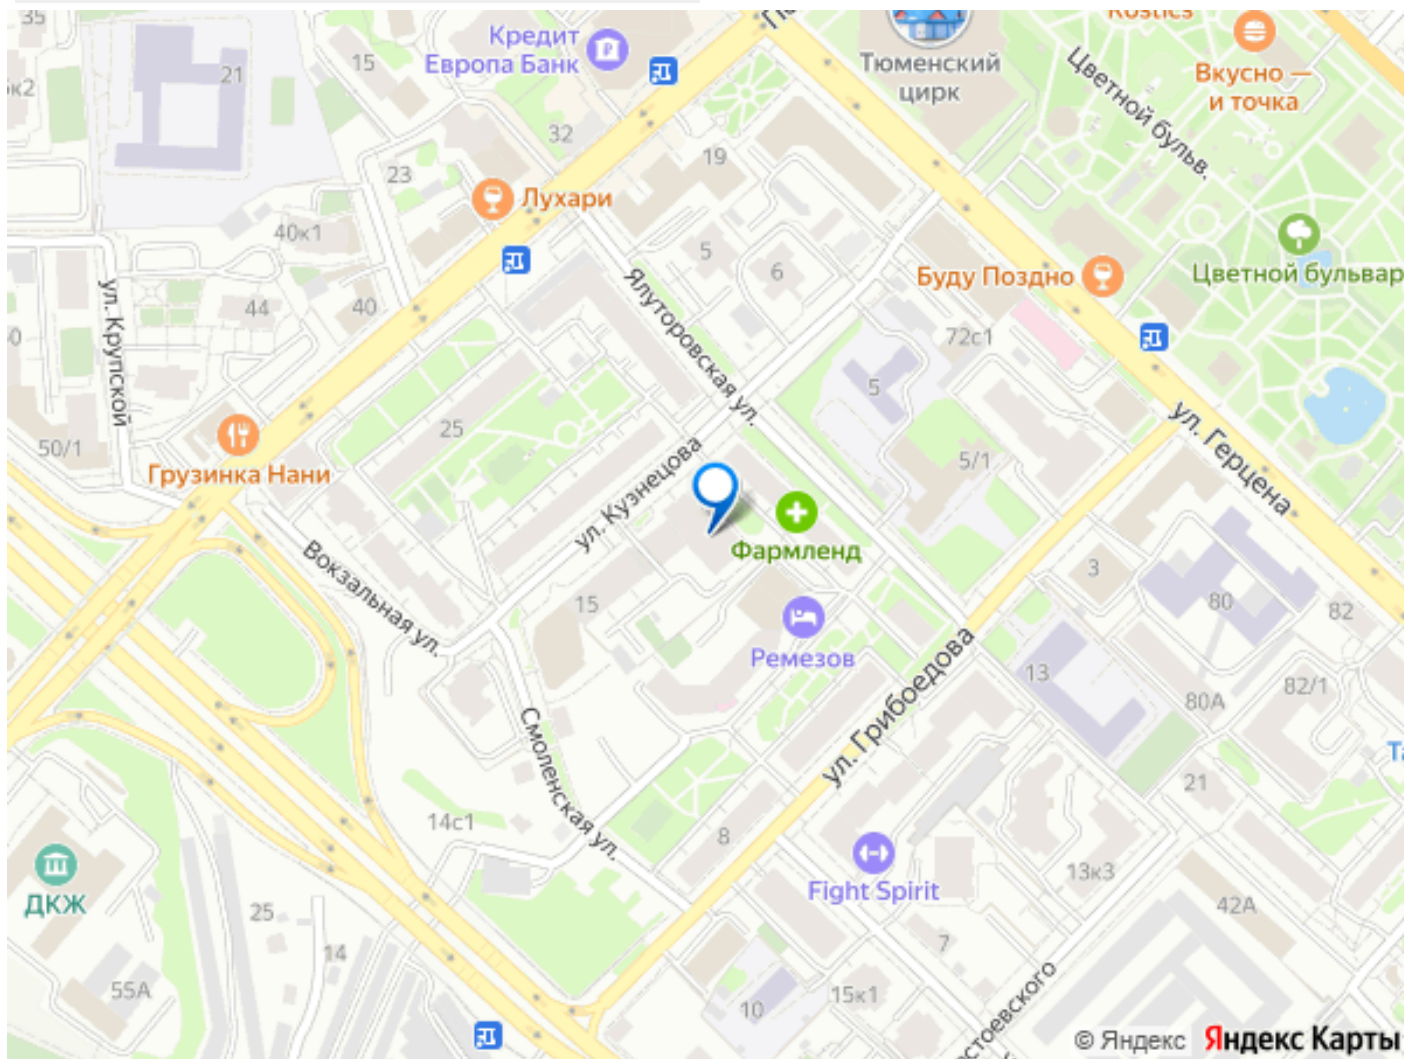 35
21
к2
15
Кредит
Европа Банк
32
23
19
Лухари
40к1
44
40
ул. Крупской
50/1
Грузинка Нани
25
Вокзальная ул.
Ялуторовская ул.
5
6
ул. Кузнецова
15
Фармленд
Ремезов
Тюменский
цирк
Rostics
Вкусно —
и точка
Цветной бульв.
Цветной бульвар
Буду Поздно
72с1
5
5/1
ул. Герцена
3
80
82
13
80А
82/1
21
ул. Грибоедова
Смоленская ул.
14с1
8
Fight Spirit
13к3
42А
7
15к1
10
ДКЖ
25
14
55А
© Яндекс Яндекс Карты